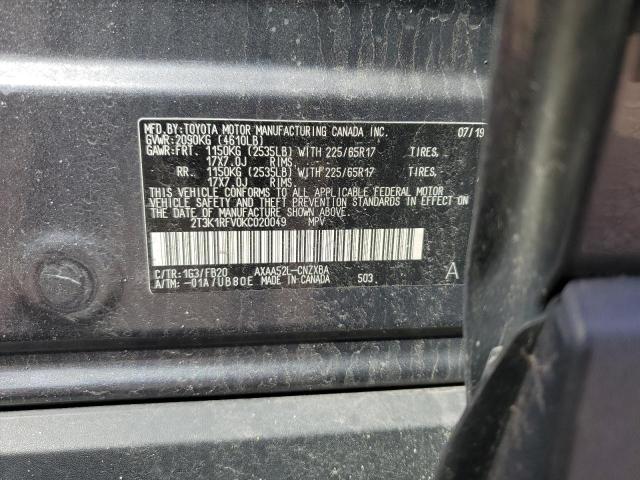 MFD.BY:TOYOTA MOTOR MANUFACTURING CANADA INC. 07/19
GVWR:2090KG (4610LB)
GAWR:FRT. 1150KG (2535LB) WITH 225/65R17 TIRES,
17X7.0J RIMS,
RR. 1150KG (2535LB) WITH 225/65R17 TIRES,
17X7.0J RIMS,
THIS VEHICLE CONFORMS TO ALL APPLICABLE FEDERAL MOTOR
VEHICLE SAFETY AND THEFT PREVENTION STANDARDS IN EFFECT ON
THE DATE OF MANUFACTURE SHOWN ABOVE.
2T3K1RFV0KC020049 MPV
C/TR:1G3/FB20 AXAA52L-CNZXBA A
A/TM:-01A/UB80E MADE IN CANADA 503